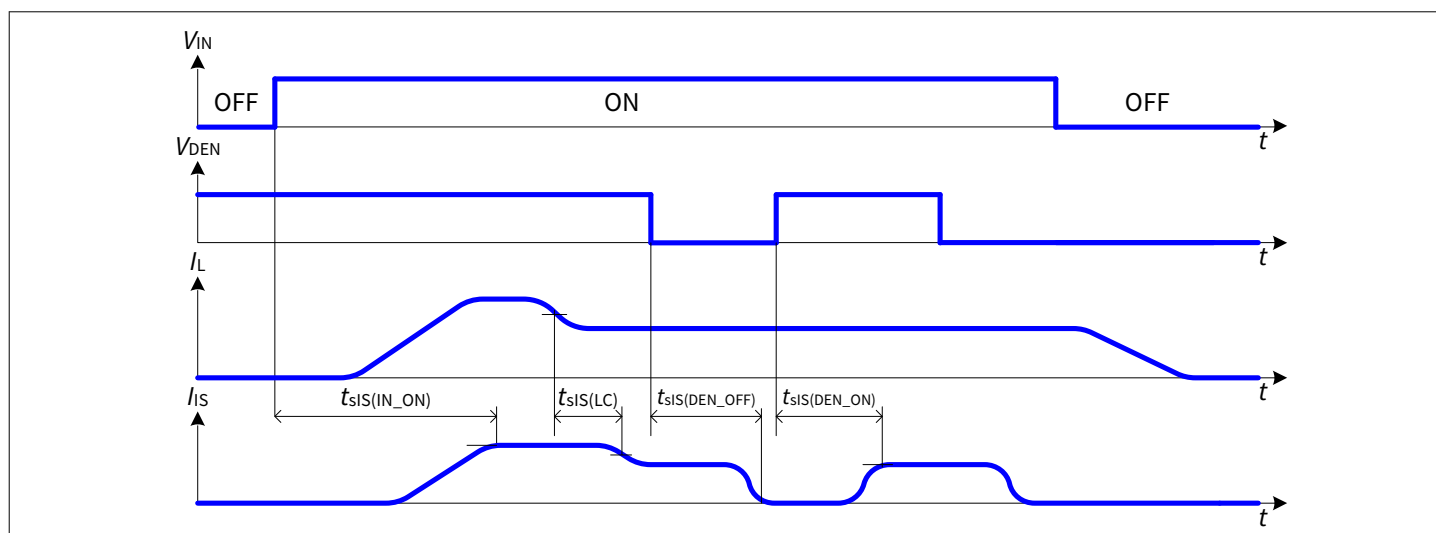 VIN
OFF ON OFF
t
VDEN
t
IL
t
IIS tsIS(IN_ON) tsIS(LC) tsIS(DEN_OFF) tsIS(DEN_ON)
t